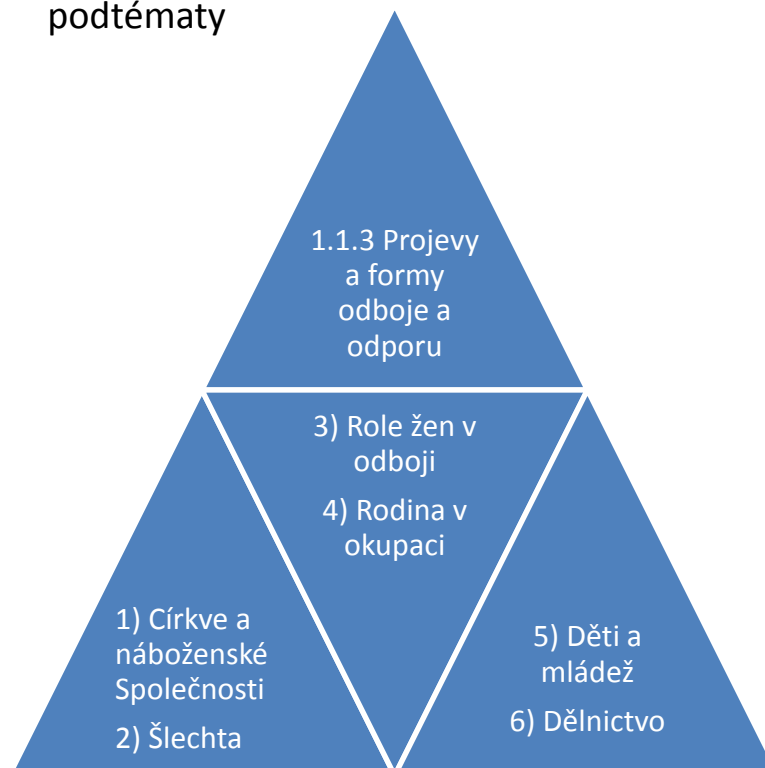 podtématy
1.1.3 Projevy
a formy
odboje a
odporu
3) Role žen v
odboji
4) Rodina v
okupaci
1) Církve a
náboženské
Společnosti
2) Šlechta
5) Děti a
mládež
6) Dělnictvo